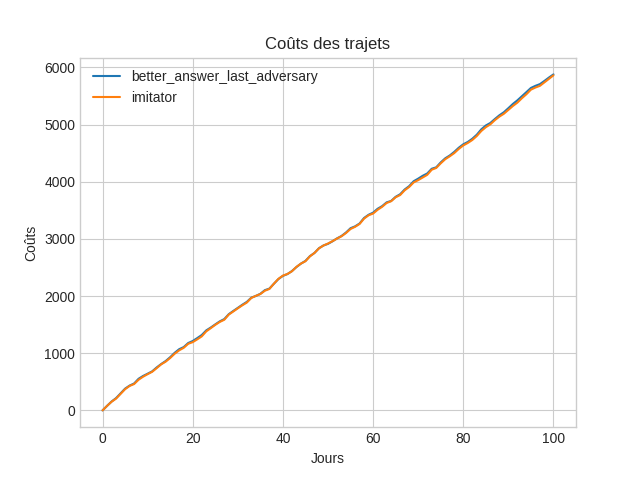 Coûts des trajets
better_answer_last_adversary
imitator
6000
5000
4000
3000
2000
1000
0
Coûts
0 20 40 60 80 100
Jours